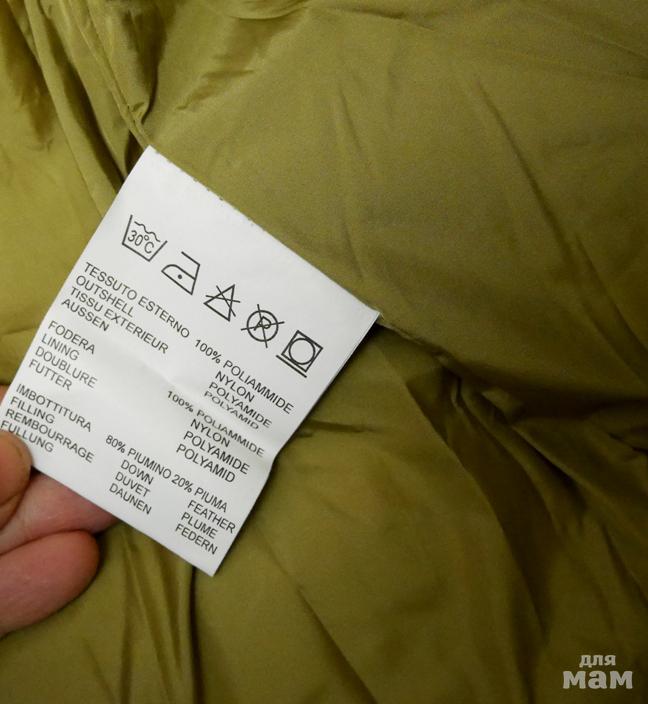 30°C
P
TESSUTO ESTERNO 100% POLIAMMIDE
OUTSHELL NYLON
TISSU EXTERIEUR POLYAMIDE
AUSSEN POLYAMID
FODERA 100% POLIAMMIDE
LINING NYLON
DOUBLURE POLYAMIDE
FUTTER POLYAMID
IMBOTTITURA 80% PIUMINO 20% PIUMA
FILLING DOWN FEATHER
REMBOURRAGE DUVET PLUME
FULLUNG DAUNEN FEDERN
для
мам